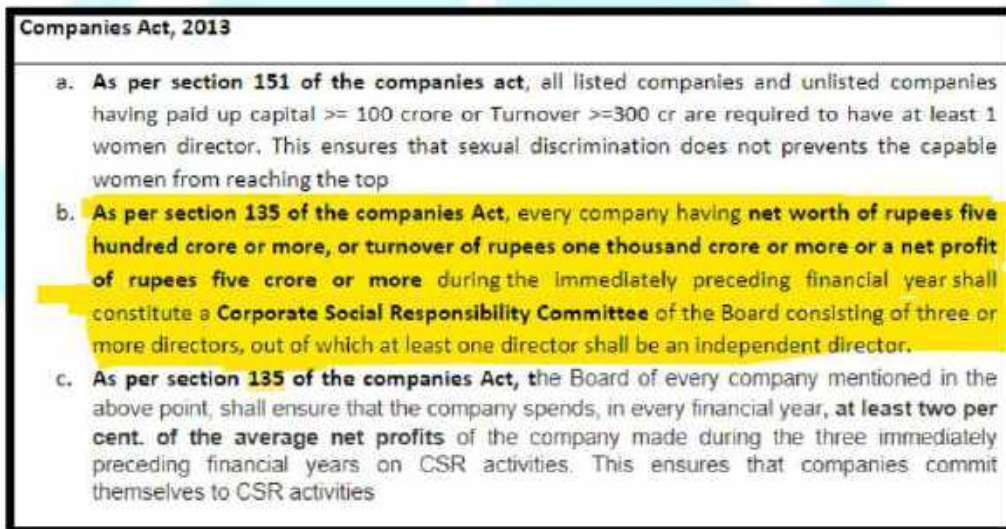 Companies Act, 2013
a. As per section 151 of the companies act, all listed companies and unlisted companies
having paid up capital >= 100 crore or Turnover >=300 cr are required to have at least 1
women director. This ensures that sexual discrimination does not prevents the capable
women from reaching the top
b. As per section 135 of the companies Act, every company having net worth of rupees five
hundred crore or more, or turnover of rupees one thousand crore or more or a net profit
of rupees five crore or more during the immediately preceding financial year shall
constitute a Corporate Social Responsibility Committee of the Board consisting of three or
more directors, out of which at least one director shall be an independent director.
c. As per section 135 of the companies Act, the Board of every company mentioned in the
above point, shall ensure that the company spends, in every financial year, at least two per
cent. of the average net profits of the company made during the three immediately
preceding financial years on CSR activities. This ensures that companies commit
themselves to CSR activities